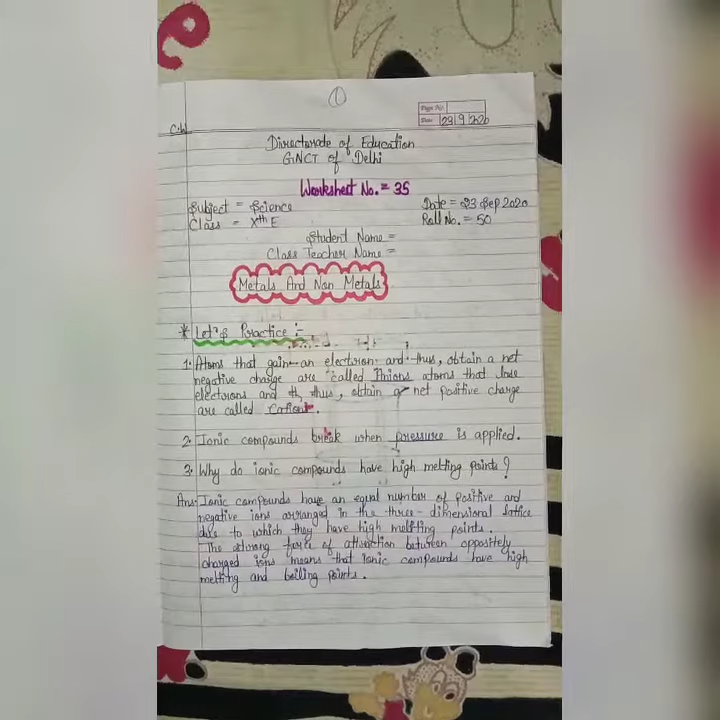 1
C.W
Page No.
Date 23/9/2020
Directorade of Education
GNCT of Delhi
Worksheet No. = 35
Subject = Science
Date = 23 Sep 2020
Class = Xth E
Roll No. = 50
Student Name =
Class Teacher Name =
Metals And Non Metals
* Let's Practice :-
1. Atoms that gain an electron and thus, obtain a net
negative charge are called Anions atoms that lose
electrons and thus, obtain a net positive charge
are called Cations.
2. Ionic compounds break when pressure is applied.
3. Why do ionic compounds have high melting points?
Ans: Ionic compounds have an equal number of positive and
negative ions arranged in the three-dimensional lattice
due to which they have high melting points.
The strong force of attraction between oppositely
charged ions means that ionic compounds have high
melting and boiling points.